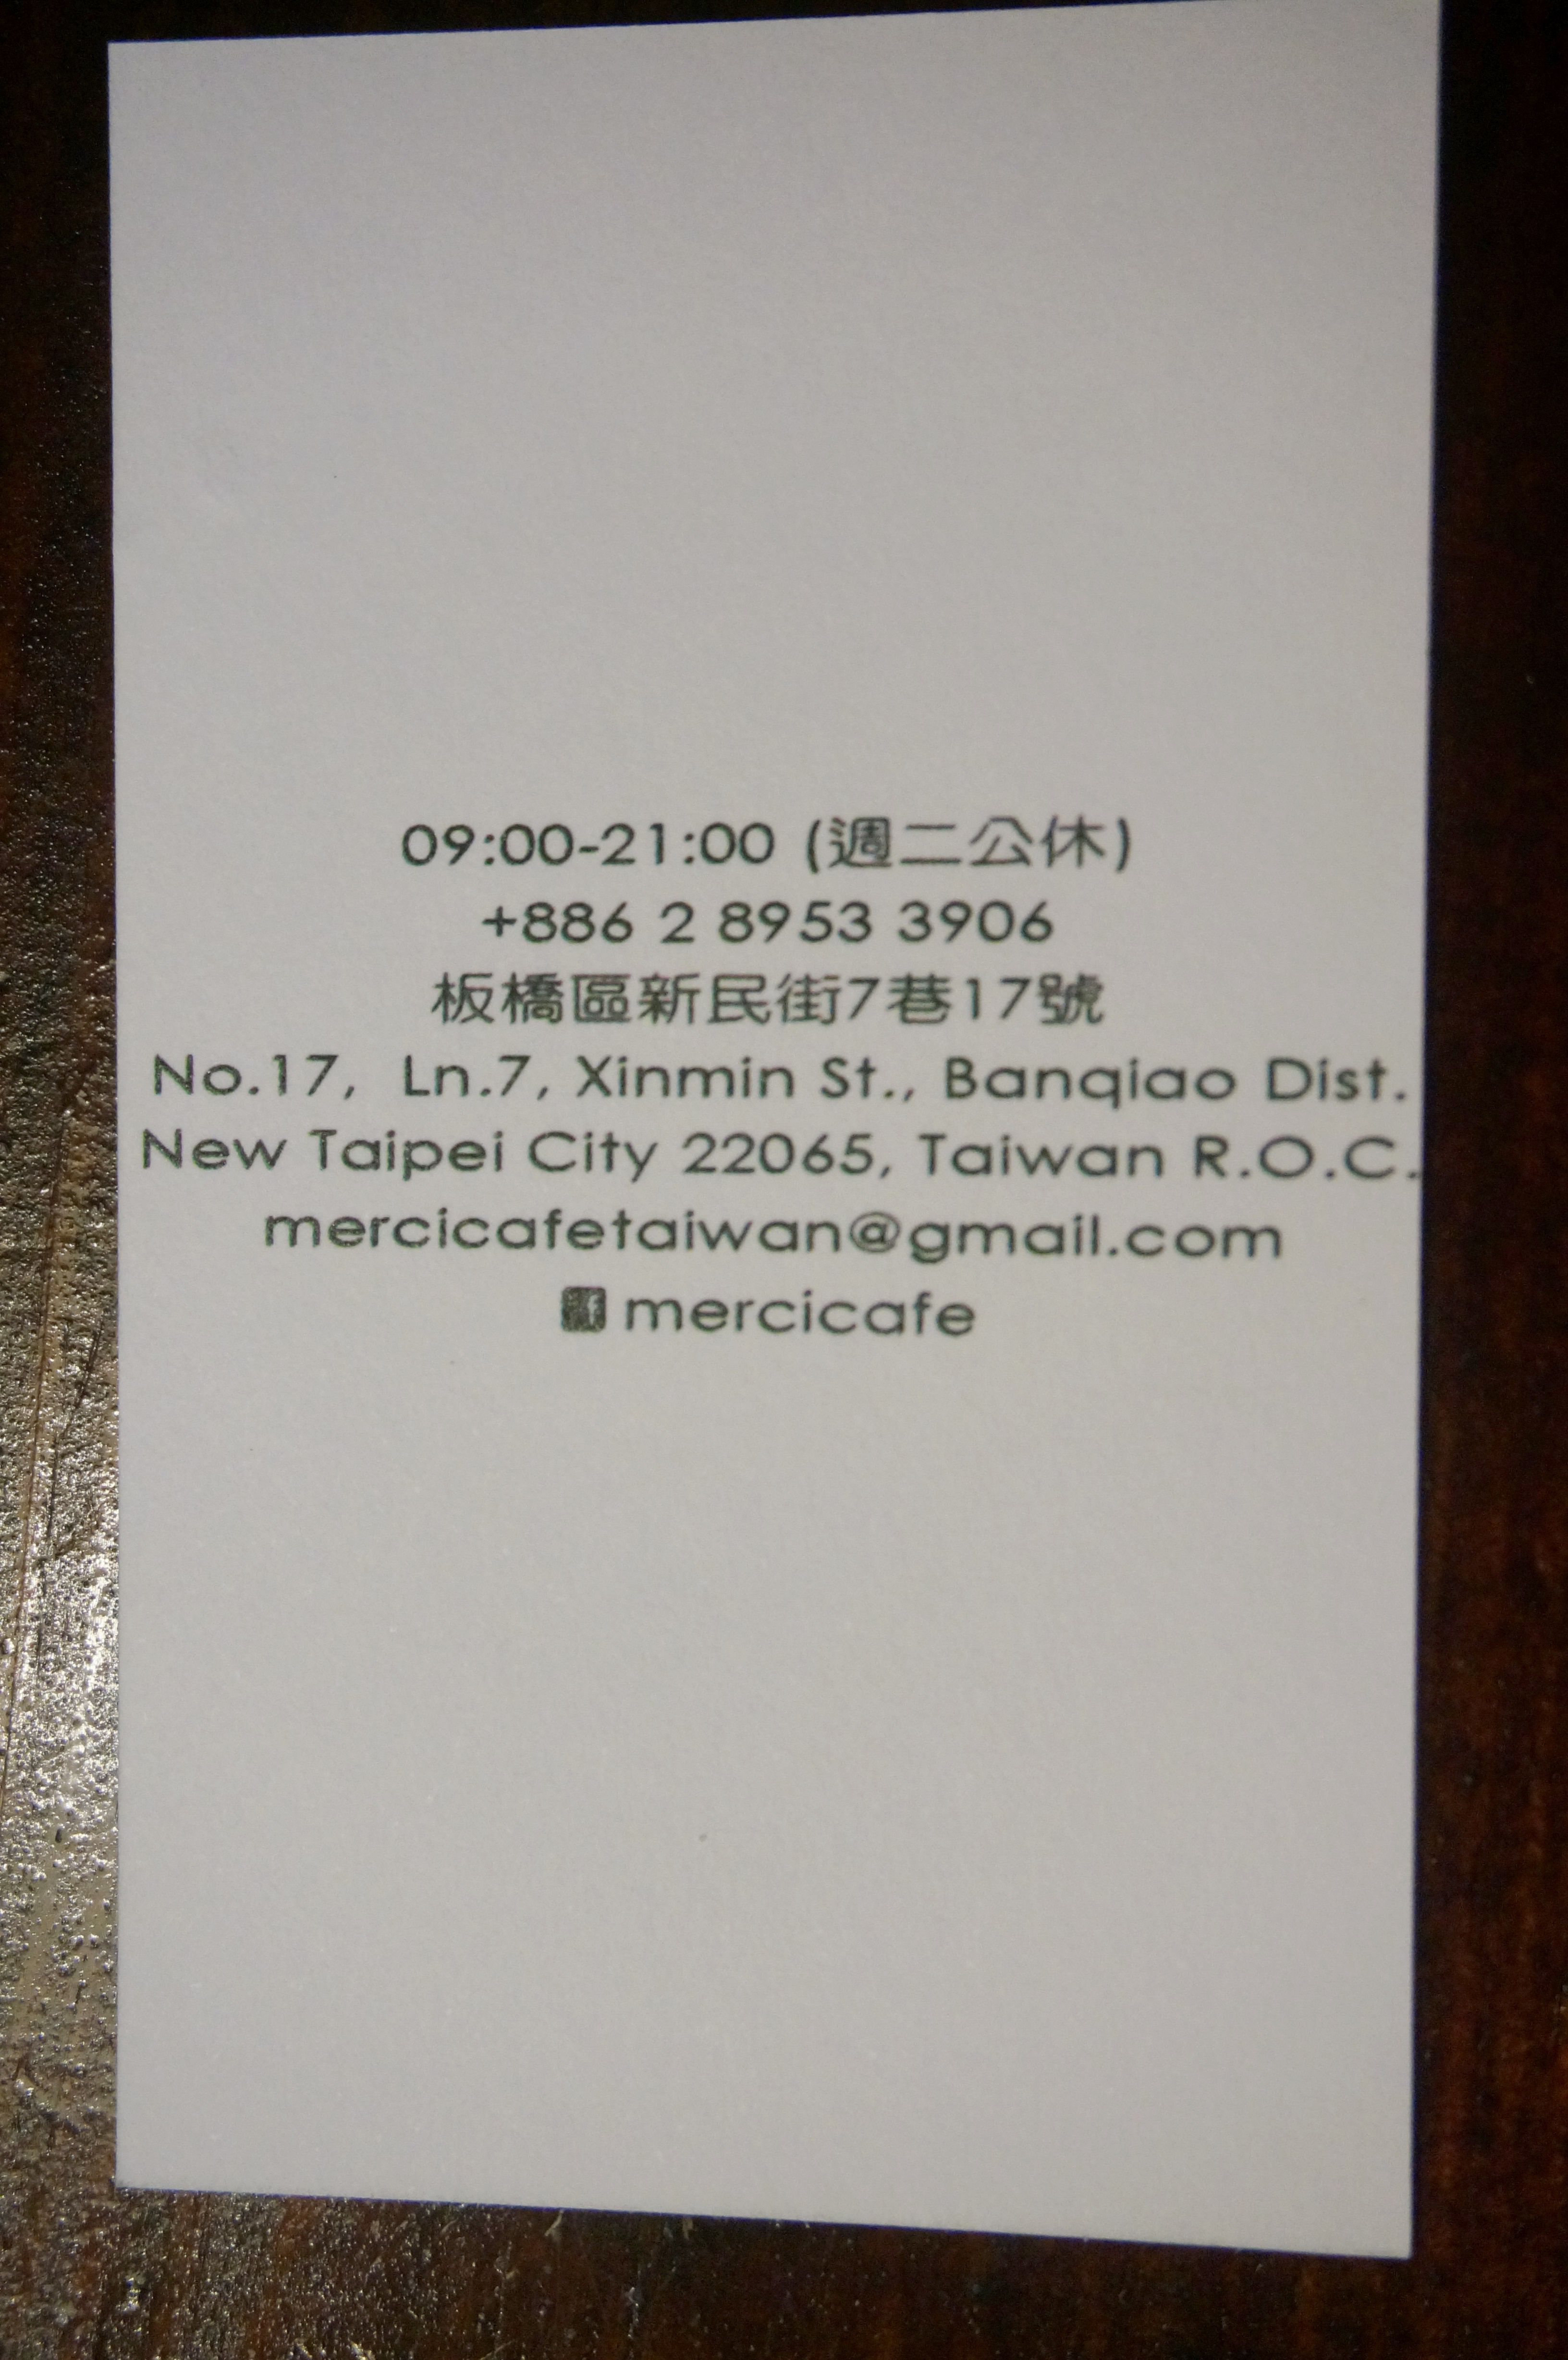 09:00-21:00 (週二公休)
+886 2 8953 3906
板橋區新民街7巷17號
No.17, Ln.7, Xinmin St., Banqiao Dist.
New Taipei City 22065, Taiwan R.O.C.
mercicafetaiwan@gmail.com
f mercicafe